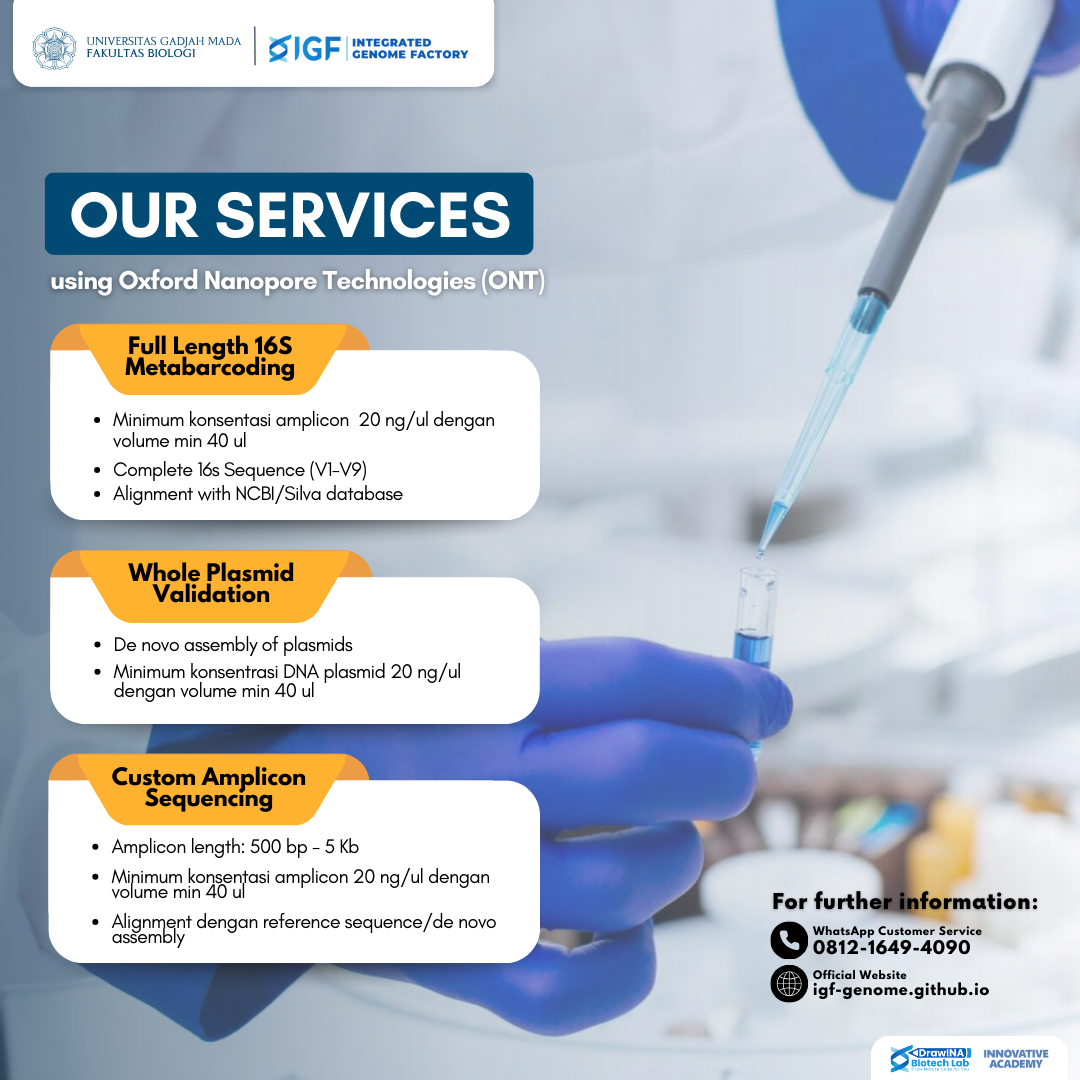 UNIVERSITAS GADJAH MADA
FAKULTAS BIOLOGI
IGF
INTEGRATED
GENOME FACTORY
OUR SERVICES
using Oxford Nanopore Technologies (ONT)
Full Length 16S
Metabarcoding
• Minimum konsentasi amplicon 20 ng/ul dengan
volume min 40 ul
• Complete 16s Sequence (V1-V9)
• Alignment with NCBI/Silva database
Whole Plasmid
Validation
• De novo assembly of plasmids
• Minimum konsentrasi DNA plasmid 20 ng/ul
dengan volume min 40 ul
Custom Amplicon
Sequencing
• Amplicon length: 500 bp - 5 Kb
• Minimum konsentasi amplicon 20 ng/ul dengan
volume min 40 ul
• Alignment dengan reference sequence/de novo
assembly
For further information:
WhatsApp Customer Service
0812-1649-4090
Official Website
igf-genome.github.io
DrawINA
Biotech Lab
INNOVATIVE
ACADEMY